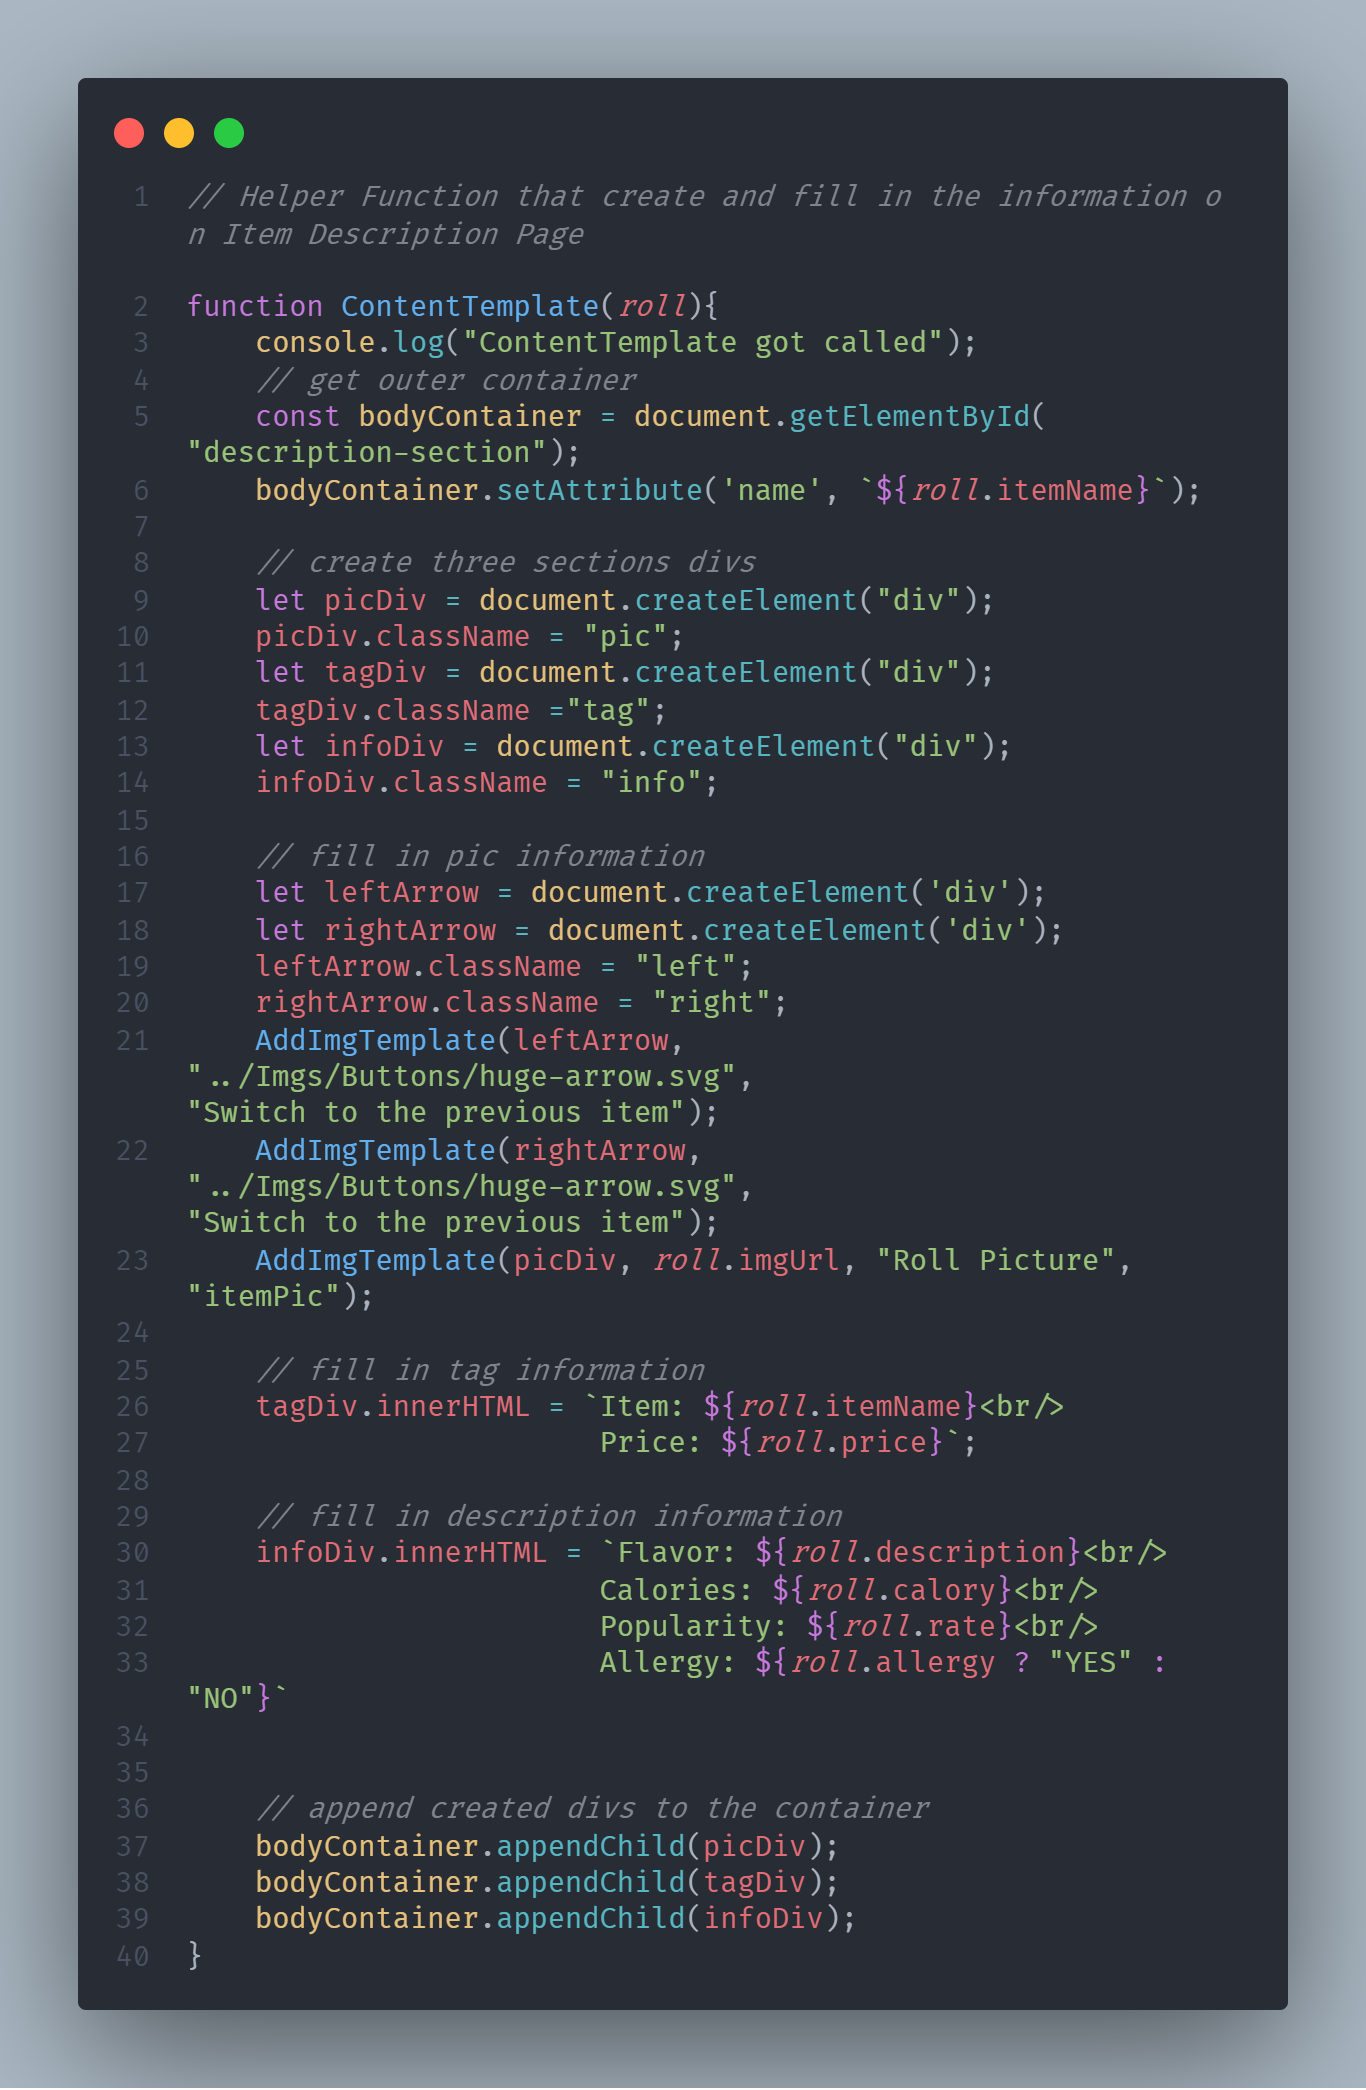 1 // Helper Function that create and fill in the information o
n Item Description Page
2 function ContentTemplate(roll){
3     console.log("ContentTemplate got called");
4     // get outer container
5     const bodyContainer = document.getElementById(
"description-section");
6     bodyContainer.setAttribute('name', `${roll.itemName}`);
7
8     // create three sections divs
9     let picDiv = document.createElement("div");
10     picDiv.className = "pic";
11     let tagDiv = document.createElement("div");
12     tagDiv.className ="tag";
13     let infoDiv = document.createElement("div");
14     infoDiv.className = "info";
15
16     // fill in pic information
17     let leftArrow = document.createElement('div');
18     let rightArrow = document.createElement('div');
19     leftArrow.className = "left";
20     rightArrow.className = "right";
21     AddImgTemplate(leftArrow,
"../Imgs/Buttons/huge-arrow.svg",
"Switch to the previous item");
22     AddImgTemplate(rightArrow,
"../Imgs/Buttons/huge-arrow.svg",
"Switch to the previous item");
23     AddImgTemplate(picDiv, roll.imgUrl, "Roll Picture",
"itemPic");
24
25     // fill in tag information
26     tagDiv.innerHTML = `Item: ${roll.itemName}<br/>
27                         Price: ${roll.price}`;
28
29     // fill in description information
30     infoDiv.innerHTML = `Flavor: ${roll.description}<br/>
31                         Calories: ${roll.calory}<br/>
32                         Popularity: ${roll.rate}<br/>
33                         Allergy: ${roll.allergy ? "YES" :
"NO"}`
34
35
36     // append created divs to the container
37     bodyContainer.appendChild(picDiv);
38     bodyContainer.appendChild(tagDiv);
39     bodyContainer.appendChild(infoDiv);
40 }